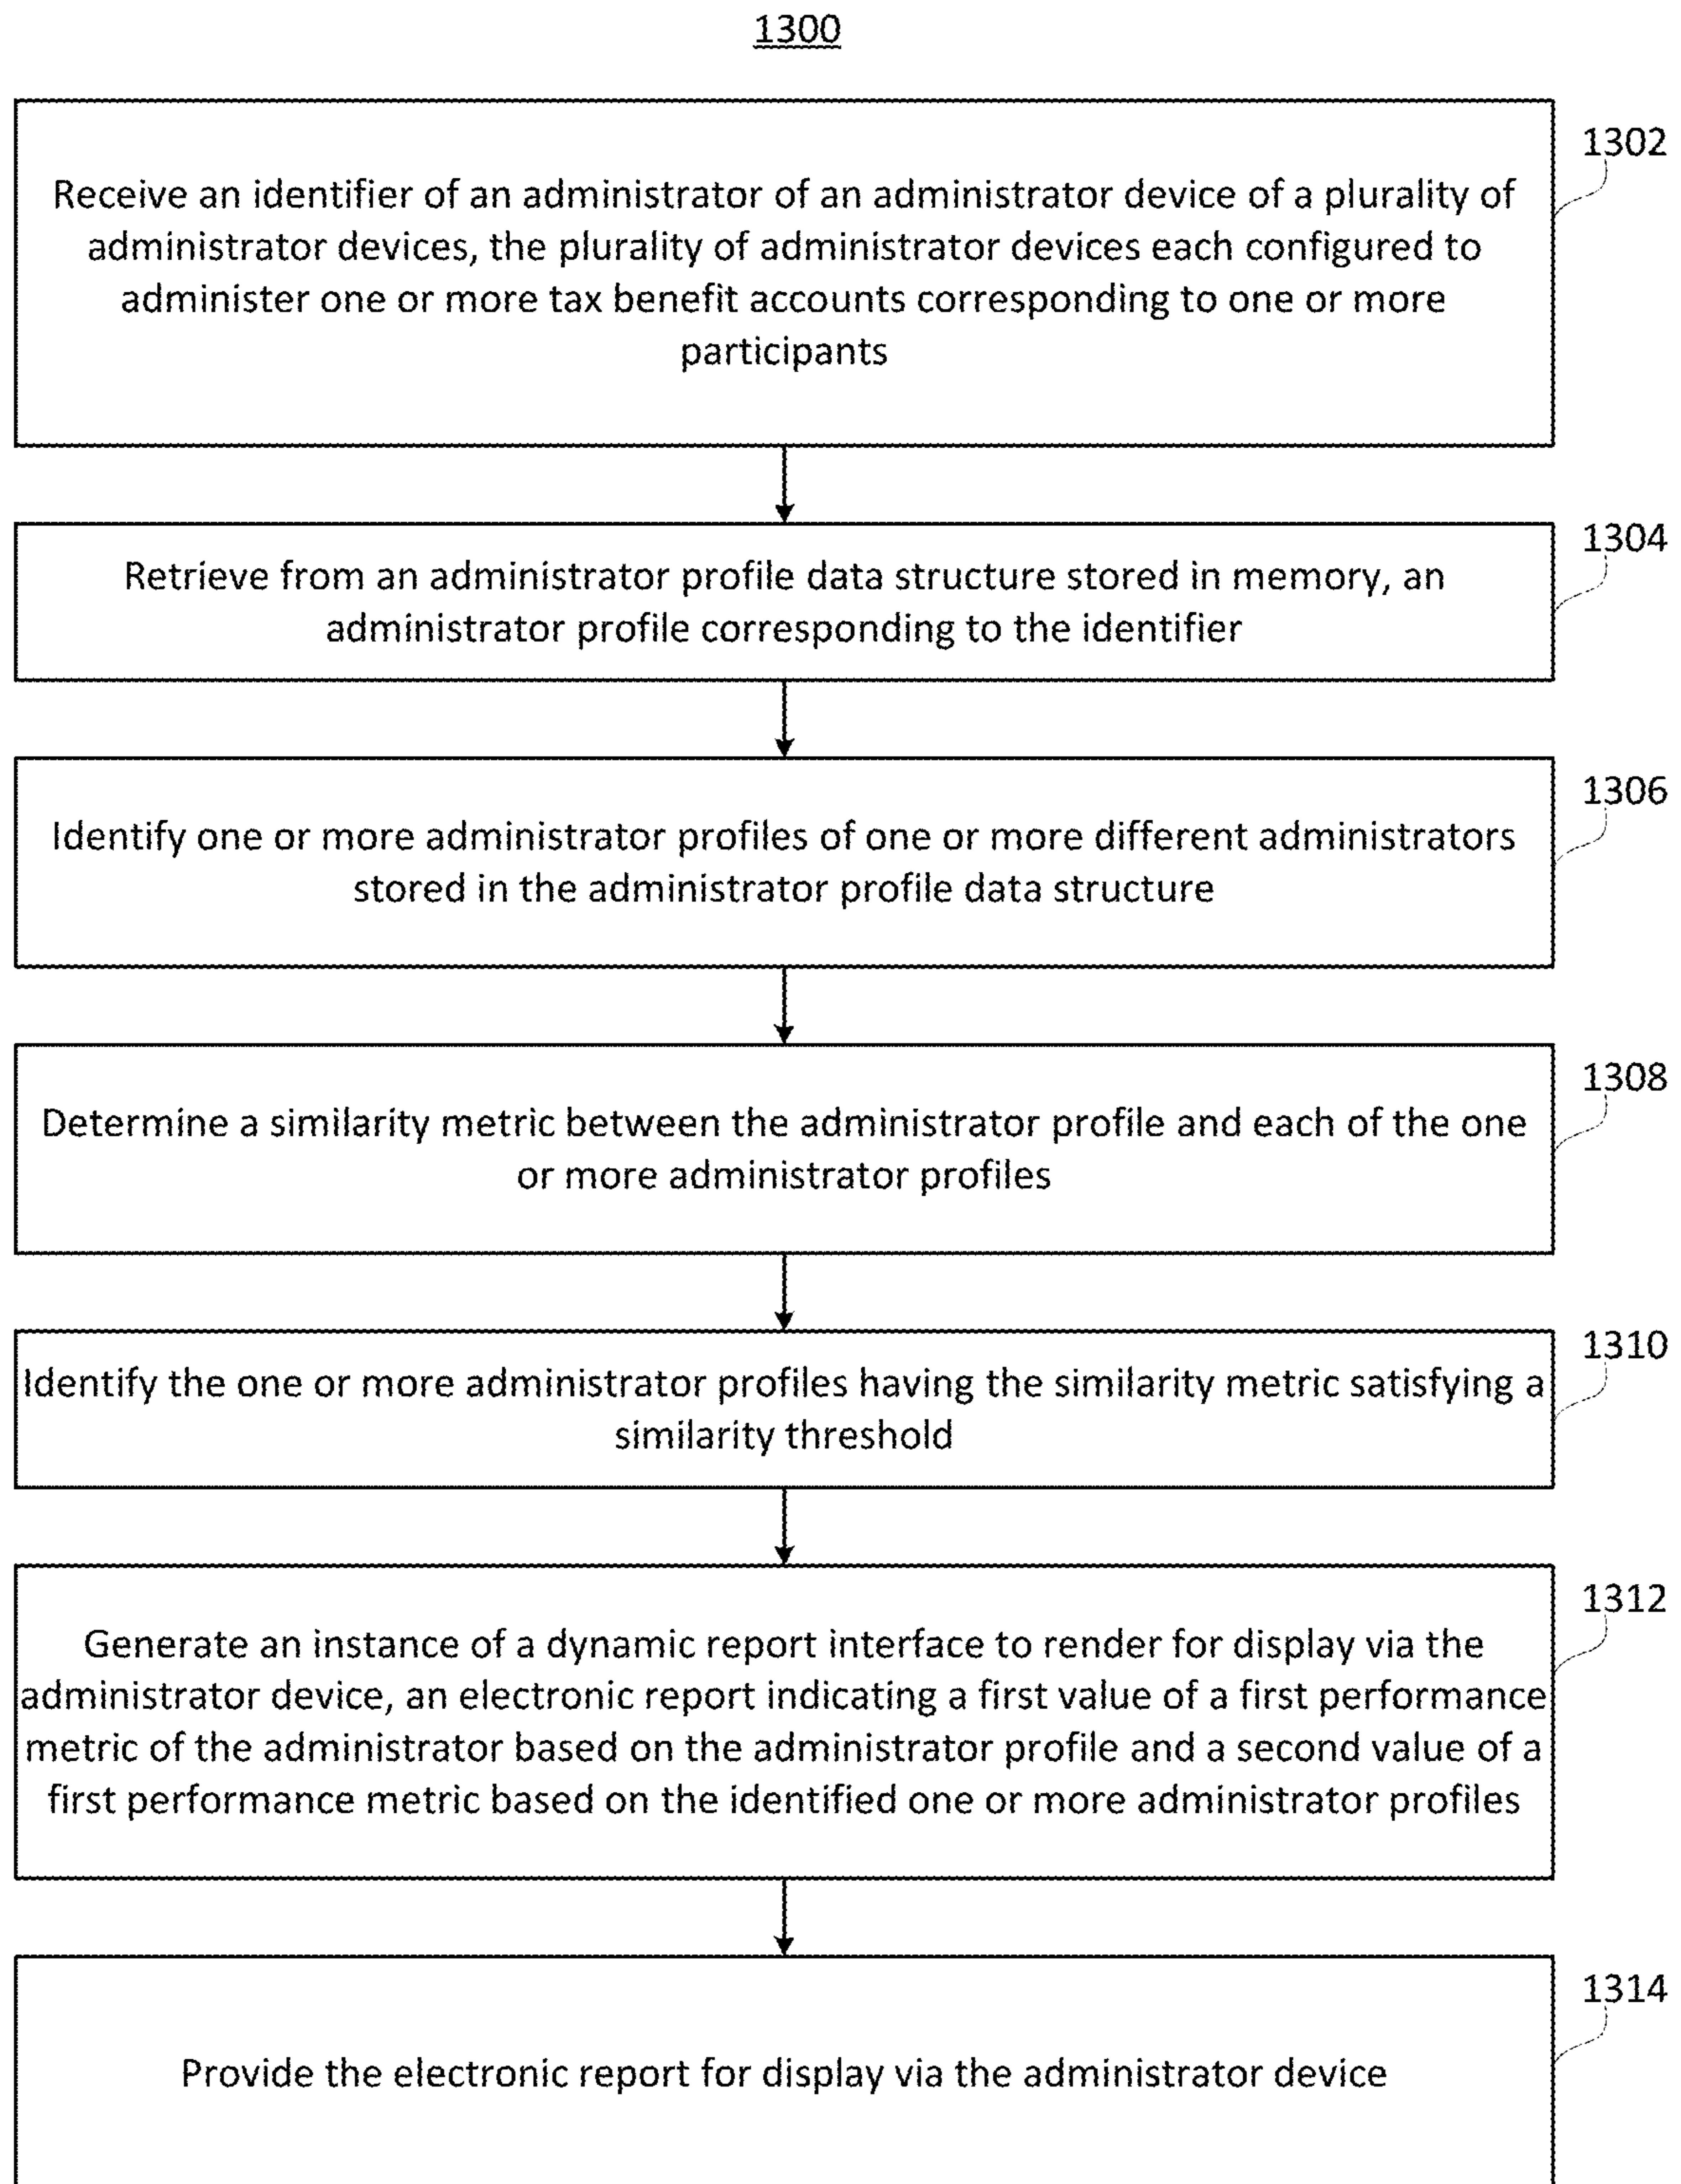 1300
1302
Receive an identifier of an administrator of an administrator device of a plurality of
administrator devices, the plurality of administrator devices each configured to
administer one or more tax benefit accounts corresponding to one or more
participants
1304
Retrieve from an administrator profile data structure stored in memory, an
administrator profile corresponding to the identifier
1306
Identify one or more administrator profiles of one or more different administrators
stored in the administrator profile data structure
1308
Determine a similarity metric between the administrator profile and each of the one
or more administrator profiles
1310
Identify the one or more administrator profiles having the similarity metric satisfying a
similarity threshold
1312
Generate an instance of a dynamic report interface to render for display via the
administrator device, an electronic report indicating a first value of a first performance
metric of the administrator based on the administrator profile and a second value of a
first performance metric based on the identified one or more administrator profiles
1314
Provide the electronic report for display via the administrator device